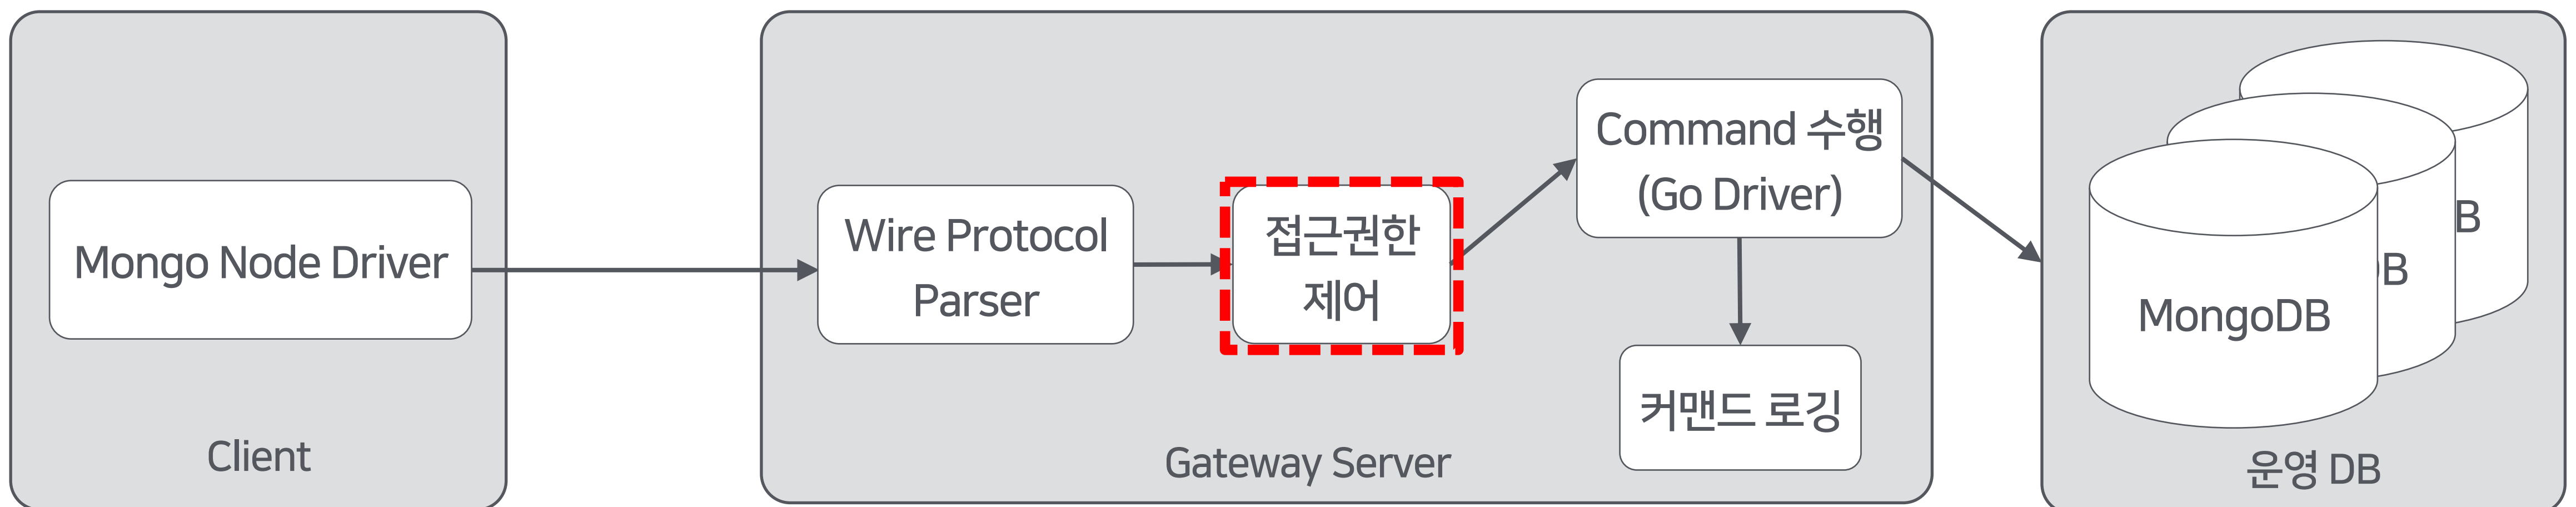 Mongo Node Driver
Client
Wire Protocol
Parser
접근권한
제어
Command 수행
(Go Driver)
커맨드 로깅
Gateway Server
MongoDB
B
B
운영 DB